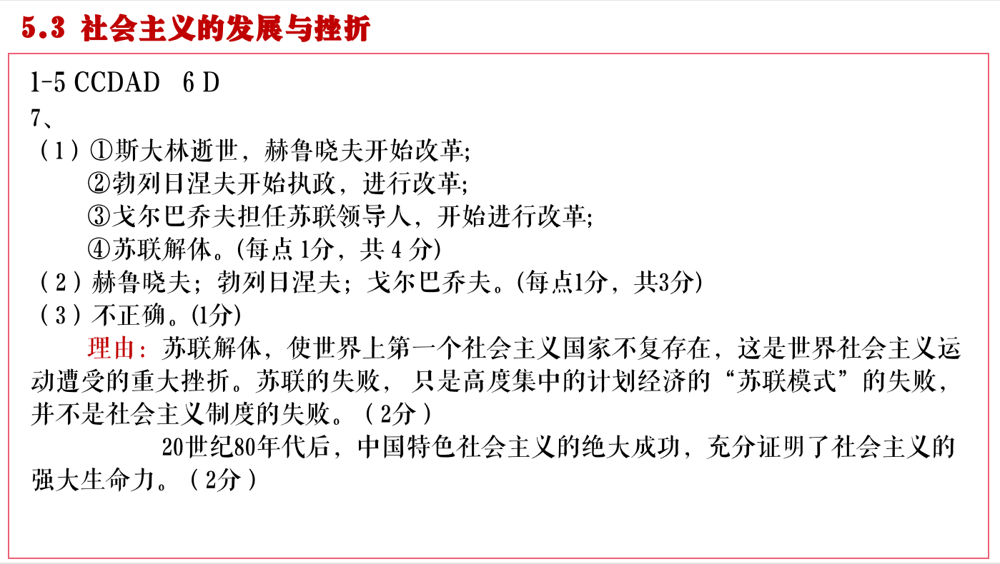 5.3 社会主义的发展与挫折
1-5 CCDAD 6 D
7、
（1）①斯大林逝世，赫鲁晓夫开始改革;
②勃列日涅夫开始执政，进行改革;
③戈尔巴乔夫担任苏联领导人，开始进行改革;
④苏联解体。(每点 1分，共 4 分)
（2）赫鲁晓夫；勃列日涅夫；戈尔巴乔夫。(每点1分，共3分)
（3）不正确。(1分)
理由：苏联解体，使世界上第一个社会主义国家不复存在，这是世界社会主义运
动遭受的重大挫折。苏联的失败， 只是高度集中的计划经济的“苏联模式”的失败，
并不是社会主义制度的失败。（2分）
20世纪80年代后，中国特色社会主义的绝大成功，充分证明了社会主义的
强大生命力。（2分）